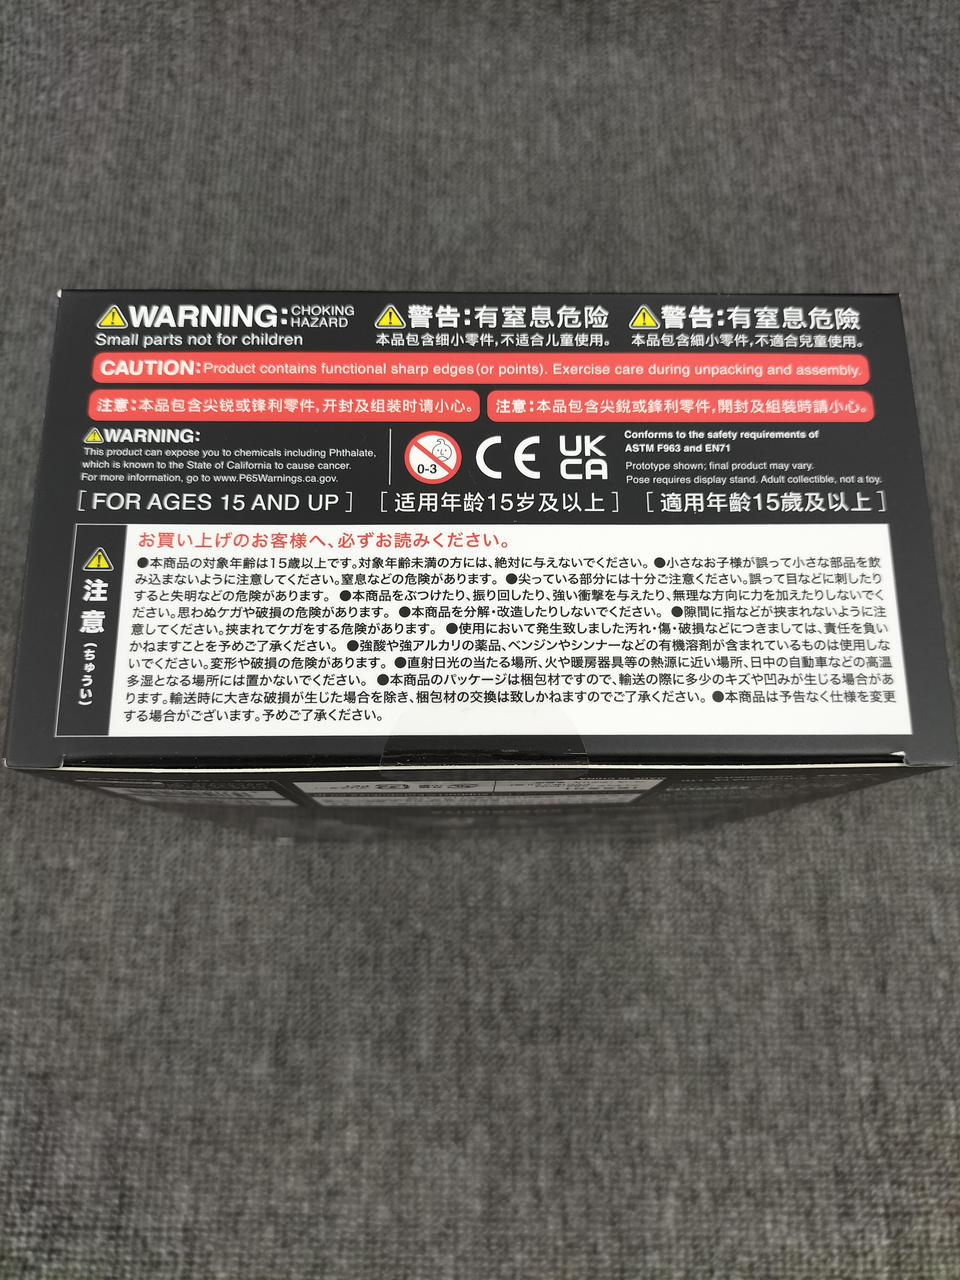 WARNING: CHOKING HAZARD
Small parts not for children
警告:有窒息危险
本品包含细小零件,不适合儿童使用。
警告:有窒息危險
本品包含細小零件,不適合兒童使用。
CAUTION: Product contains functional sharp edges (or points). Exercise care during unpacking and assembly.
注意:本品包含尖锐或锋利零件,开封及组装时请小心。
注意:本品包含尖銳或鋒利零件,開封及組裝時請小心。
WARNING:
This product can expose you to chemicals including Phthalate,
which is known to the State of California to cause cancer.
For more information, go to www.P65Warnings.ca.gov.
0-3
CE
UK
CA
Conforms to the safety requirements of
ASTM F963 and EN71
Prototype shown; final product may vary.
Pose requires display stand. Adult collectible, not a toy.
[ FOR AGES 15 AND UP ]
[ 适用年龄15岁及以上 ]
[ 適用年齡15歲及以上 ]
注意(ちゅうい)
お買い上げのお客様へ、必ずお読みください。
●本商品の対象年齢は15歳以上です。対象年齢未満の方には、絶対に与えないでください。 ●小さなお子様が誤って小さな部品を飲
み込まないように注意してください。窒息などの危険があります。 ●尖っている部分には十分ご注意ください。誤って目などに刺したり
すると失明などの危険があります。 ●本商品をぶつけたり、振り回したり、強い衝撃を与えたり、無理な方向に力を加えたりしないでく
ださい。思わぬケガや破損の危険があります。 ●本商品を分解・改造したりしないでください。 ●隙間に指などが挟まれないように注
意してください。挟まれてケガをする危険があります。 ●使用において発生致しました汚れ・傷・破損などにつきましては、責任を負い
かねますことを予めご了承ください。 ●強酸や強アルカリの薬品、ベンジンやシンナーなどの有機溶剤が含まれているものは使用しな
いでください。変形や破損の危険があります。 ●直射日光の当たる場所、火や暖房器具等の熱源に近い場所、日中の自動車などの高温
多湿となる場所には置かないでください。 ●本商品のパッケージは梱包材ですので、輸送の際に多少のキズや凹みが生じる場合があ
ります。輸送時に大きな破損が生じた場合を除き、梱包材の交換は致しかねますのでご了承ください。 ●本商品は予告なく仕様を変更
する場合がございます。予めご了承ください。